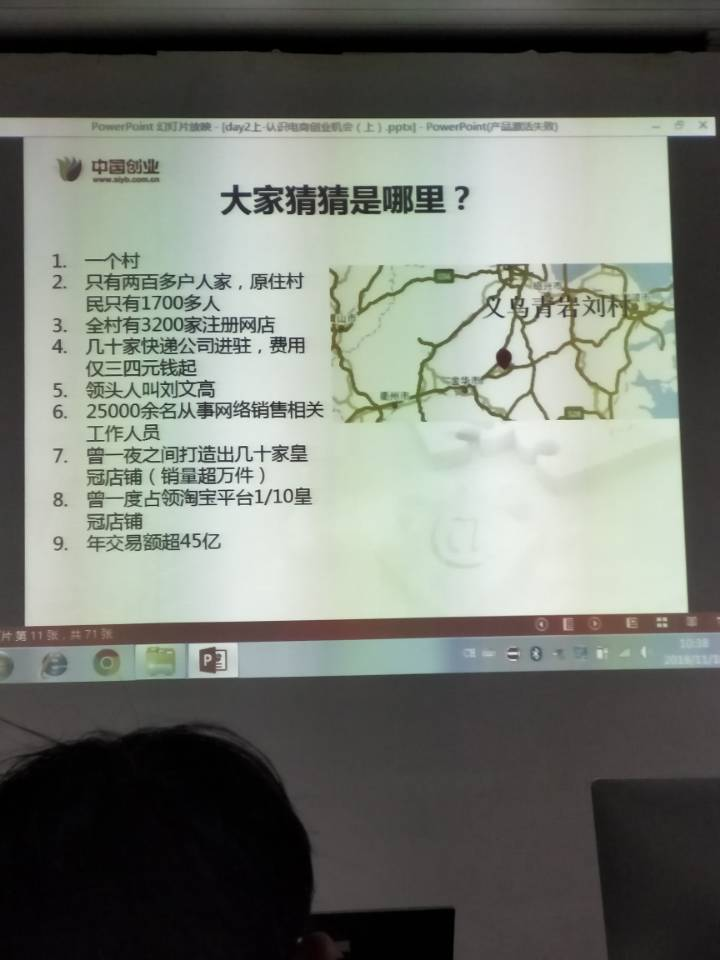 PowerPoint 幻灯片放映 - [day2上-认识电商创业机会（上）.pptx] - PowerPoint(产品激活失败)
中国创业
www.siyb.com.cn
大家猜猜是哪里？
1. 一个村
2. 只有两百多户人家，原住村
民只有1700多人
3. 全村有3200家注册网店
4. 几十家快递公司进驻，费用
仅三四元钱起
5. 领头人叫刘文高
6. 25000余名从事网络销售相关
工作人员
7. 曾一夜之间打造出几十家皇
冠店铺（销量超万件）
8. 曾一度占领淘宝平台1/10皇
冠店铺
9. 年交易额超45亿
义乌青岩刘村
金华市
衢州市
片 第 11 张，共 71 张
CH
10:38